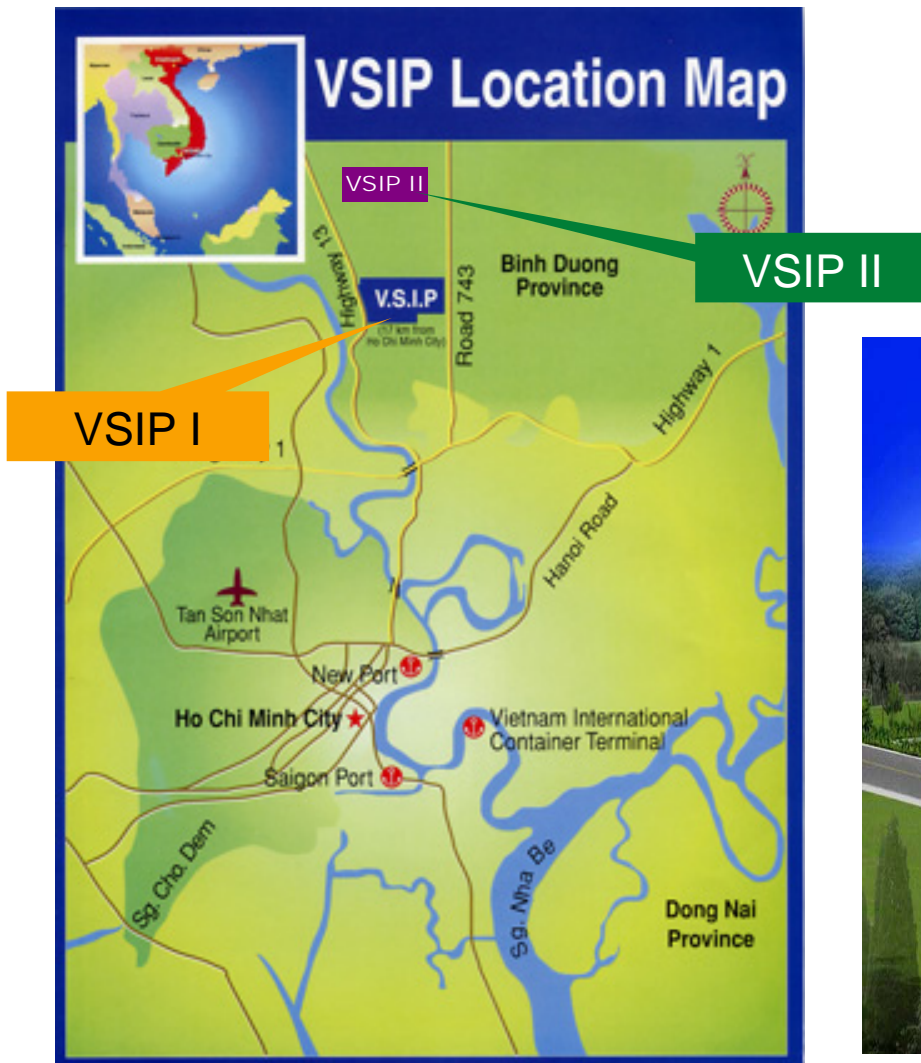 VSIP Location Map
VSIP II
VSIP II
Highway 13
Binh Duong
Province
V.S.I.P
(17 km from
Ho Chi Minh City)
Road 743
VSIP I
Highway 1
1
Hanoi Road
Tan Son Nhat
Airport
New Port
Ho Chi Minh City
Vietnam International
Container Terminal
Saigon Port
Sg. Cho. Dem
Sg. Nha Be
Dong Nai
Province